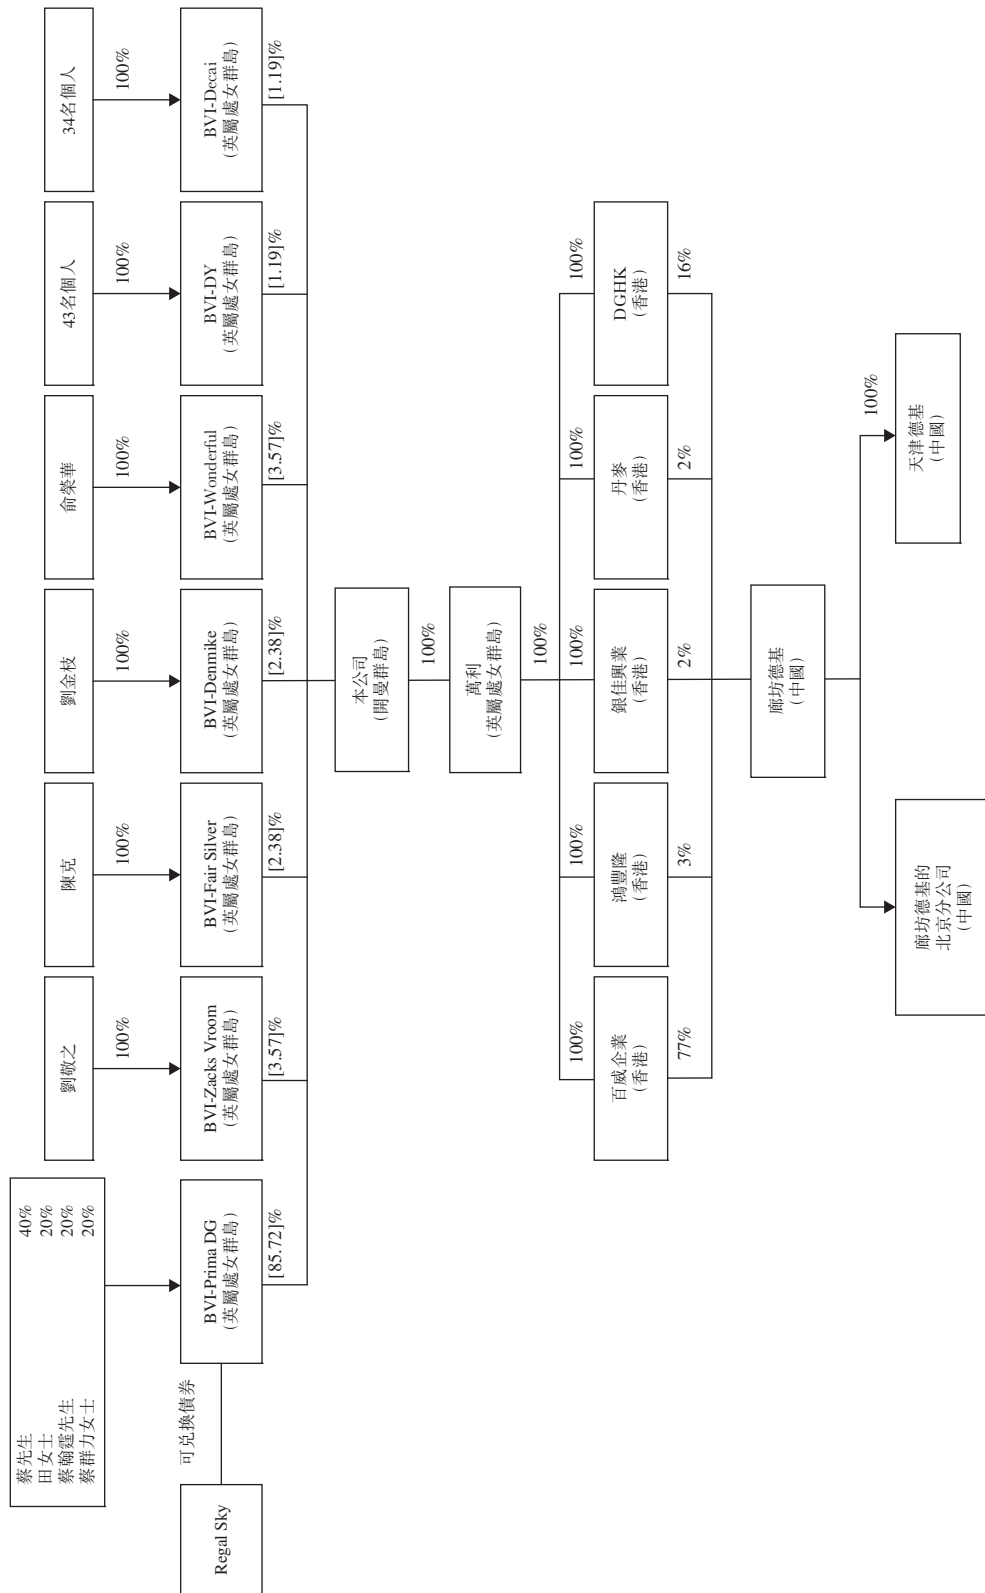 蔡先生 40%
田女士 20%
蔡翰霆先生 20%
蔡群力女士 20%
劉敬之
陳克
劉金枝
俞榮華
43名個人
34名個人
100%
100%
100%
100%
100%
100%
Regal Sky
可兌換債券
BVI-Prima DG
(英屬處女群島)
BVI-Zacks Vroom
(英屬處女群島)
BVI-Fair Silver
(英屬處女群島)
BVI-Denmike
(英屬處女群島)
BVI-Wonderful
(英屬處女群島)
BVI-DY
(英屬處女群島)
BVI-Decai
(英屬處女群島)
[85.72]%
[3.57]%
[2.38]%
[2.38]%
[3.57]%
[1.19]%
[1.19]%
本公司
(開曼群島)
100%
萬利
(英屬處女群島)
100%
100%
100%
100%
100%
100%
百威企業
(香港)
鴻豐隆
(香港)
銀佳興業
(香港)
丹麥
(香港)
DGHK
(香港)
77%
3%
2%
2%
16%
廊坊德基
(中國)
100%
廊坊德基的
北京分公司
(中國)
天津德基
(中國)